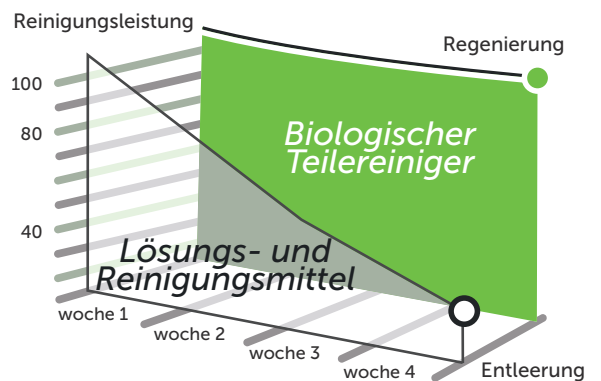 Reinigungsleistung
Regenierung
100
80
40
Biologischer
Teilereiniger
Lösungs- und
Reinigungsmittel
woche 1
woche 2
woche 3
woche 4
Entleerung